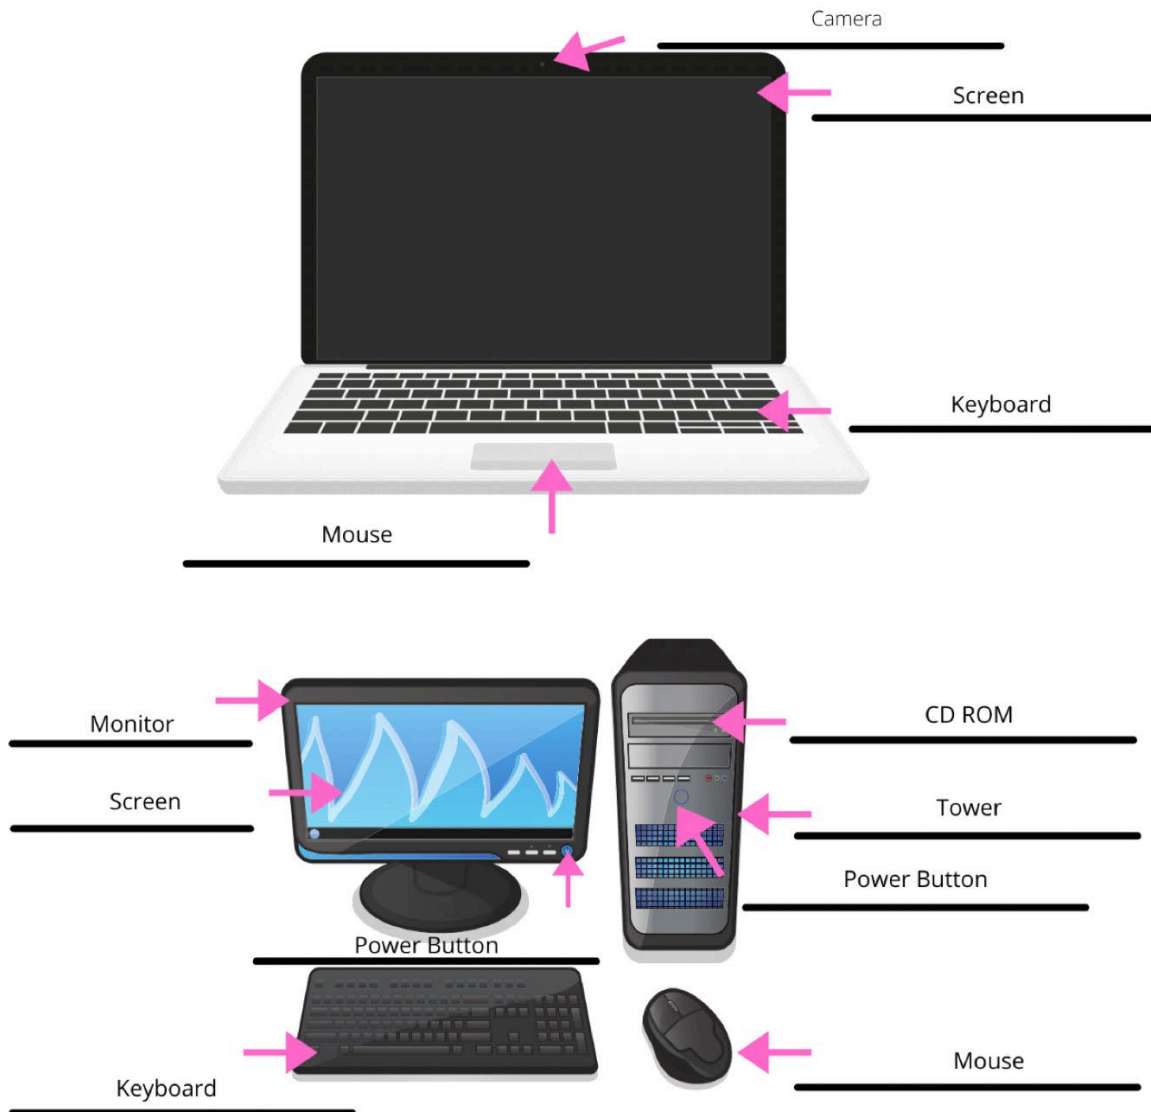 Camera
Screen
Keyboard
Mouse
Monitor
CD ROM
Screen
Tower
Power Button
Power Button
Mouse
Keyboard